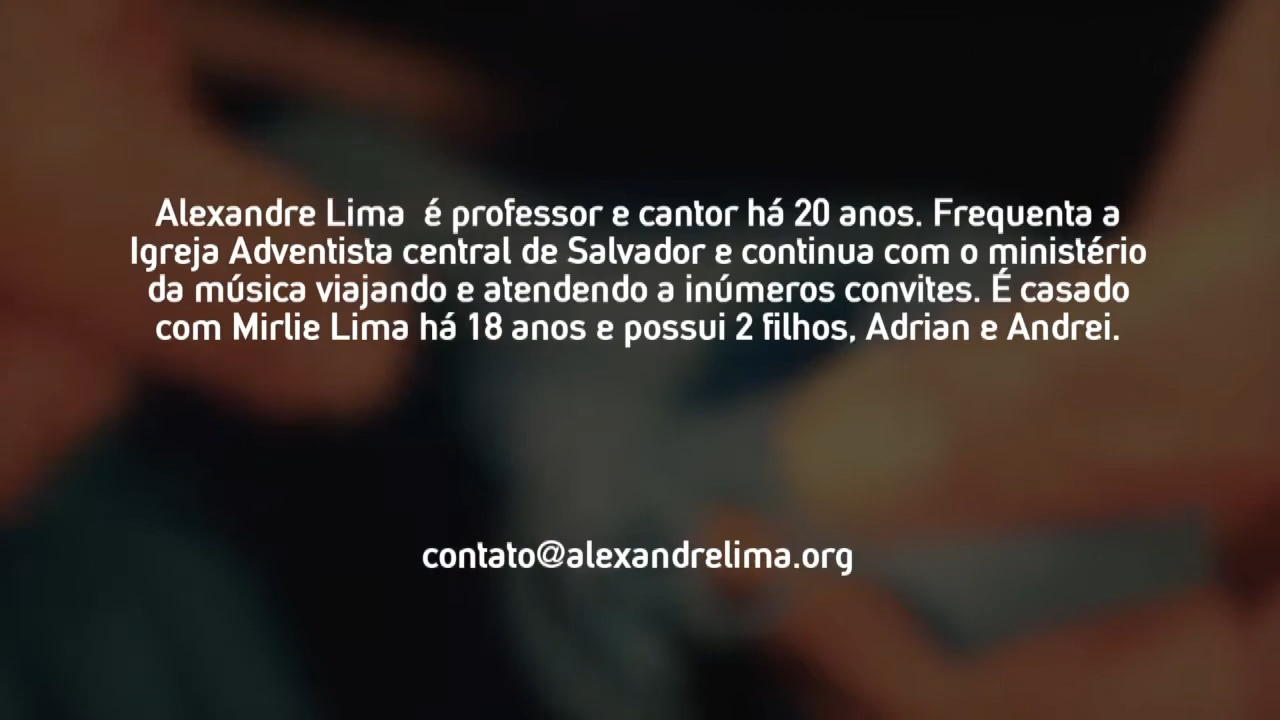 Alexandre Lima  é professor e cantor há 20 anos. Frequenta a
Igreja Adventista central de Salvador e continua com o ministério
da música viajando e atendendo a inúmeros convites. É casado
com Mirlie Lima há 18 anos e possui 2 filhos, Adrian e Andrei.
contato@alexandrelima.org